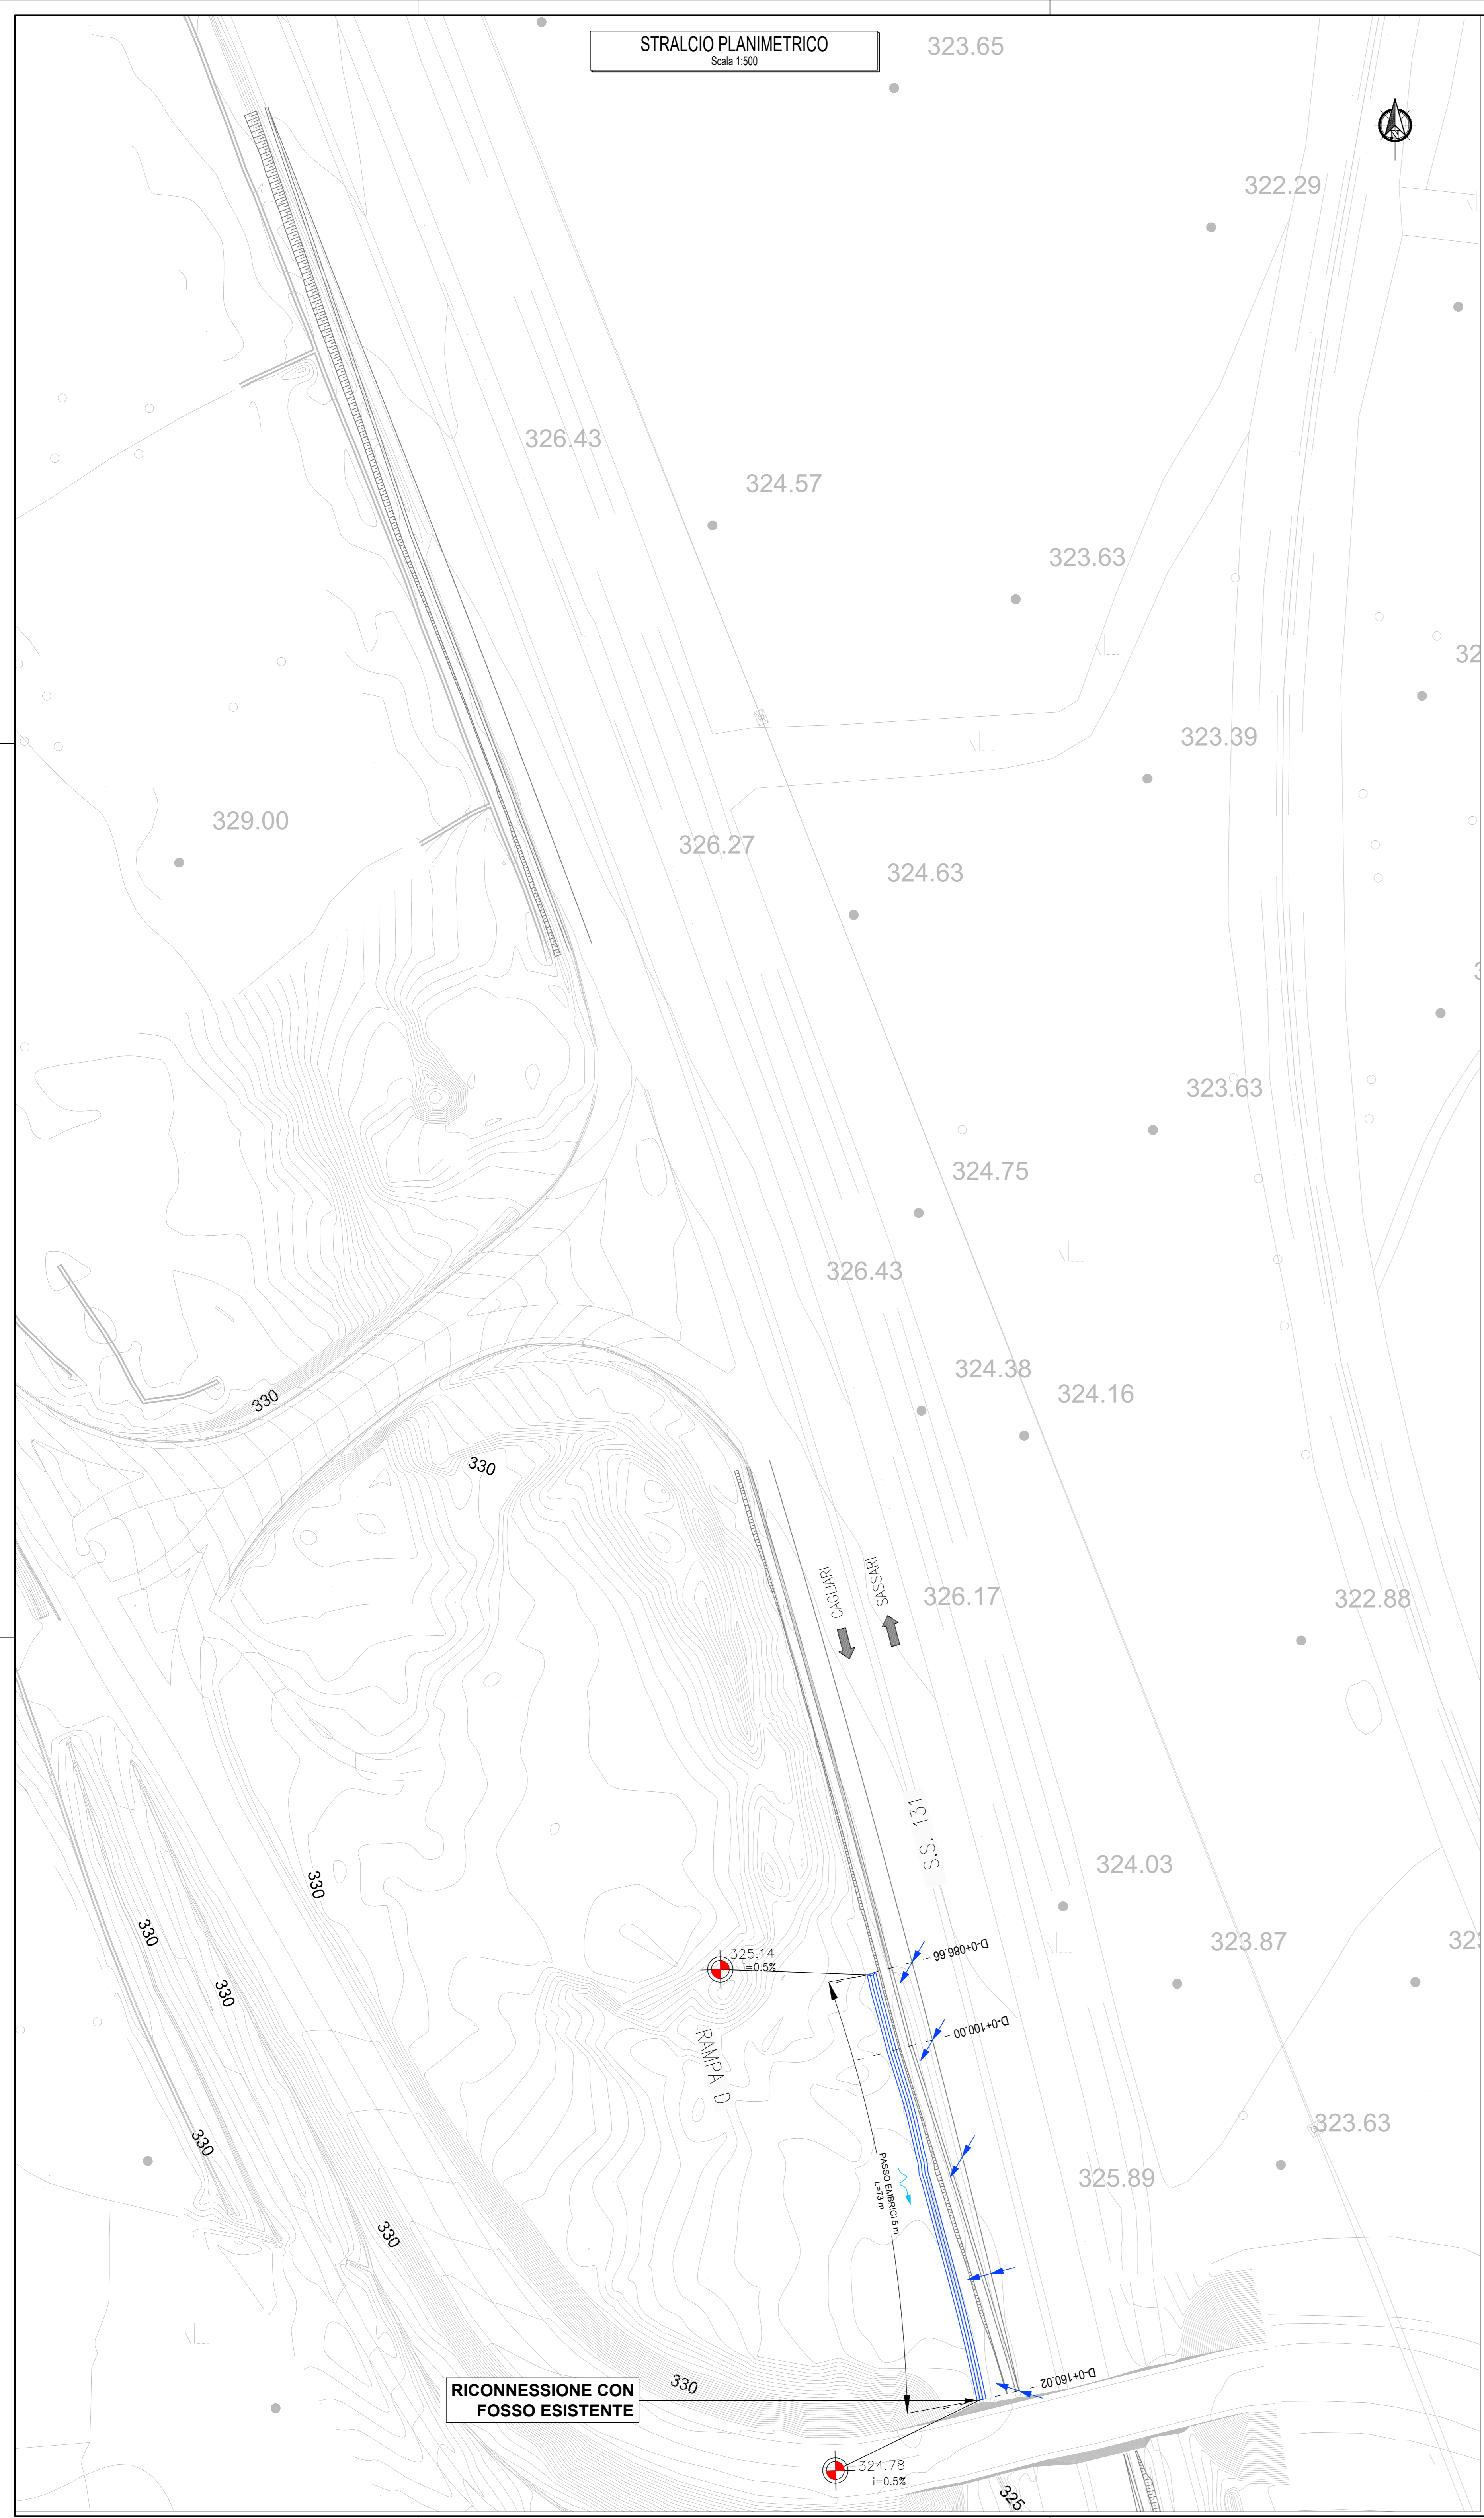 STRALCIO PLANIMETRICO
Scala 1:500
323.65
N
322.29
326.43
324.57
323.63
32
323.39
329.00
326.27
324.63
323.63
324.75
326.43
324.38
324.16
330
330
CAGLIARI
SASSARI
326.17
322.88
S.S. 131
324.03
330
330
323.87
323
D-0+086.66
325.14
i=0.5%
330
D-0+100.00
RAMPA D
323.63
330
PASSO EMBRICI 5 m
L=73 m
325.89
330
D-0+160.02
330
RICONNESSIONE CON
FOSSO ESISTENTE
324.78
i=0.5%
325